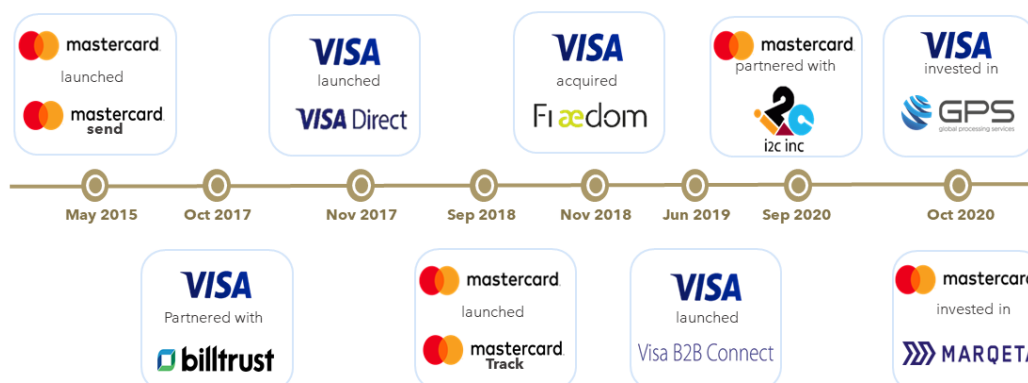 mastercard.
launched
mastercard.
send
VISA
launched
VISA Direct
VISA
acquired
Fraedom
mastercard.
partnered with
i2c
i2c inc
VISA
invested in
GPS
global processing services
May 2015
Oct 2017
Nov 2017
Sep 2018
Nov 2018
Jun 2019
Sep 2020
Oct 2020
VISA
Partnered with
billtrust
mastercard.
launched
mastercard.
Track
VISA
launched
Visa B2B Connect
mastercard
invested in
MARQETA